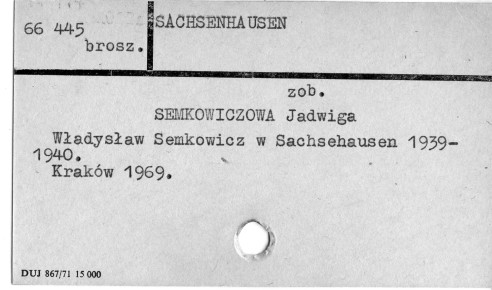 66 445
brosz.
SACHSENHAUSEN
zob.
SEMKOWICZOWA Jadwiga
Władysław Semkowicz w Sachsehausen 1939-
1940.
Kraków 1969.
DUJ 867/71 15 000